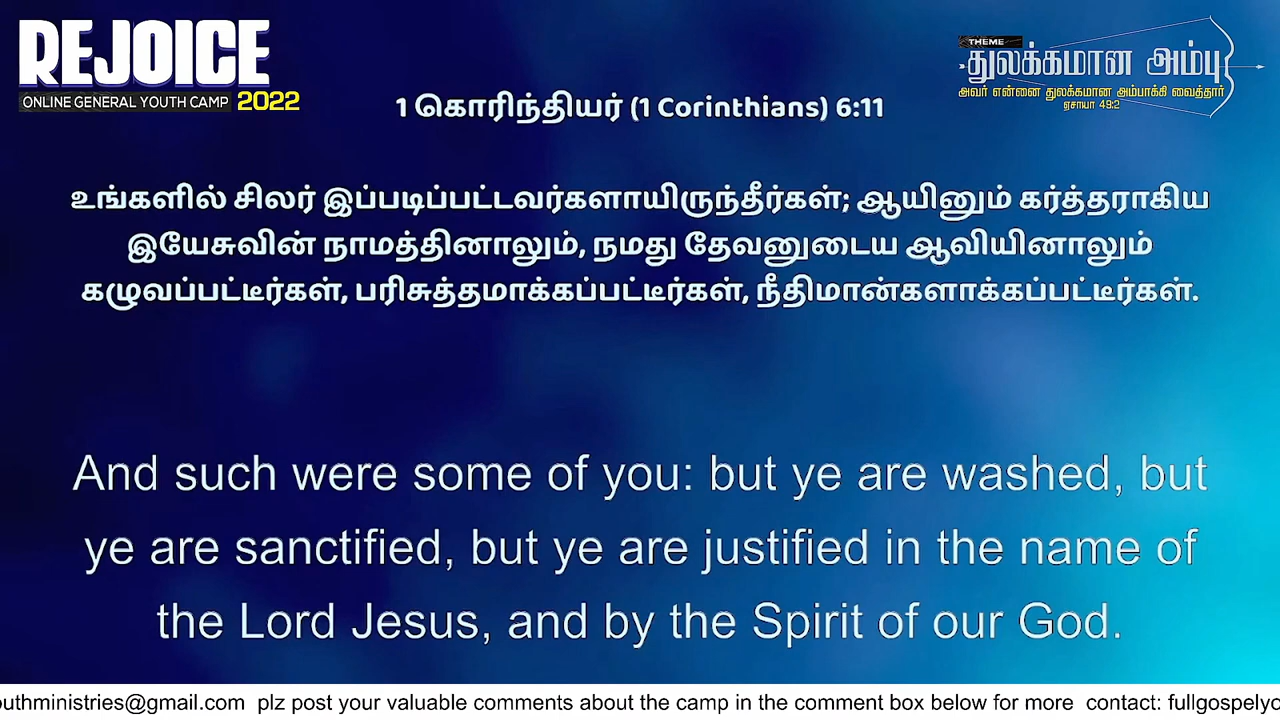 REJOICE
ONLINE GENERAL YOUTH CAMP 2022
THEME
துலக்கமான அம்பு
அவர் என்னை துலக்கமான அம்பாக்கி வைத்தார்
ஏசாயா 49:2
1 கொரிந்தியர் (1 Corinthians) 6:11
உங்களில் சிலர் இப்படிப்பட்டவர்களாயிருந்தீர்கள்; ஆயினும் கர்த்தராகிய
இயேசுவின் நாமத்தினாலும், நமது தேவனுடைய ஆவியினாலும்
கழுவப்பட்டீர்கள், பரிசுத்தமாக்கப்பட்டீர்கள், நீதிமான்களாக்கப்பட்டீர்கள்.
And such were some of you: but ye are washed, but
ye are sanctified, but ye are justified in the name of
the Lord Jesus, and by the Spirit of our God.
outhministries@gmail.com plz post your valuable comments about the camp in the comment box below for more contact: fullgospelyo